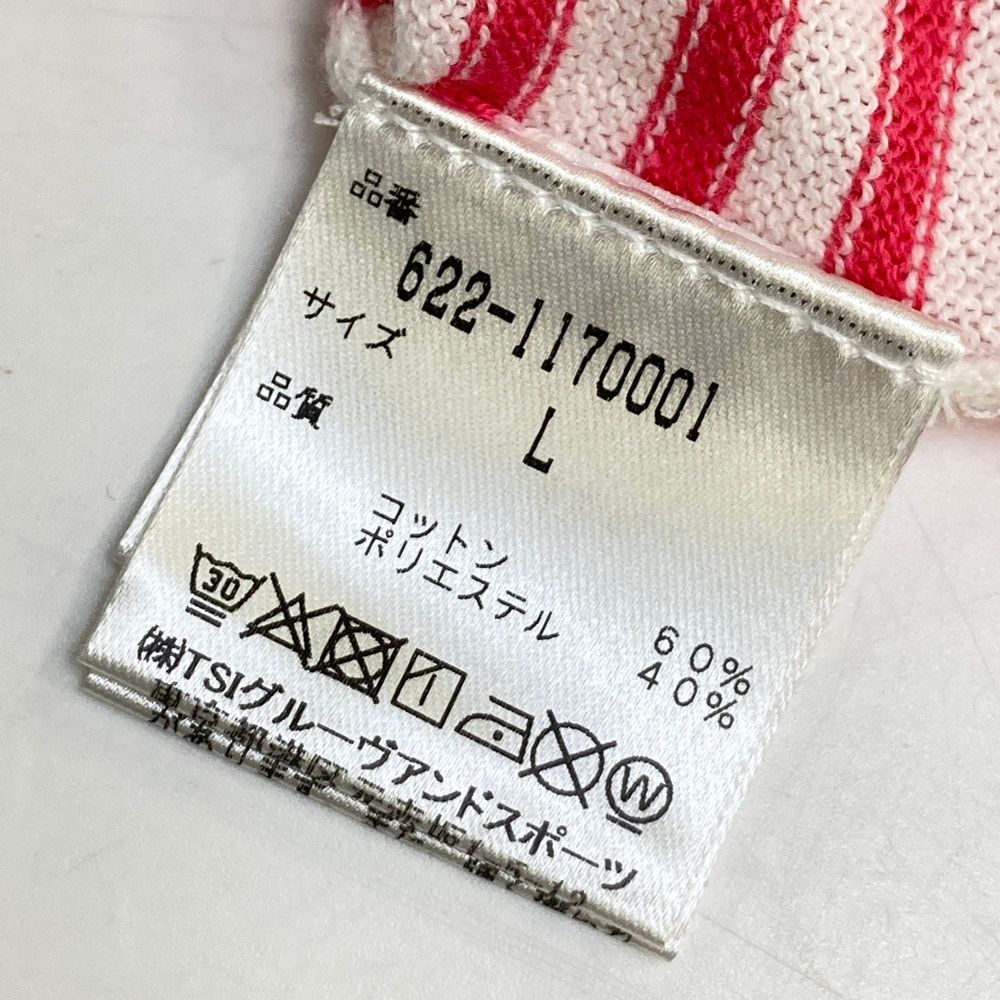 品番
622-1170001
サイズ
L
品質
コットン 60%
ポリエステル 40%
30
W
(株)TSIグルーヴアンドスポーツ